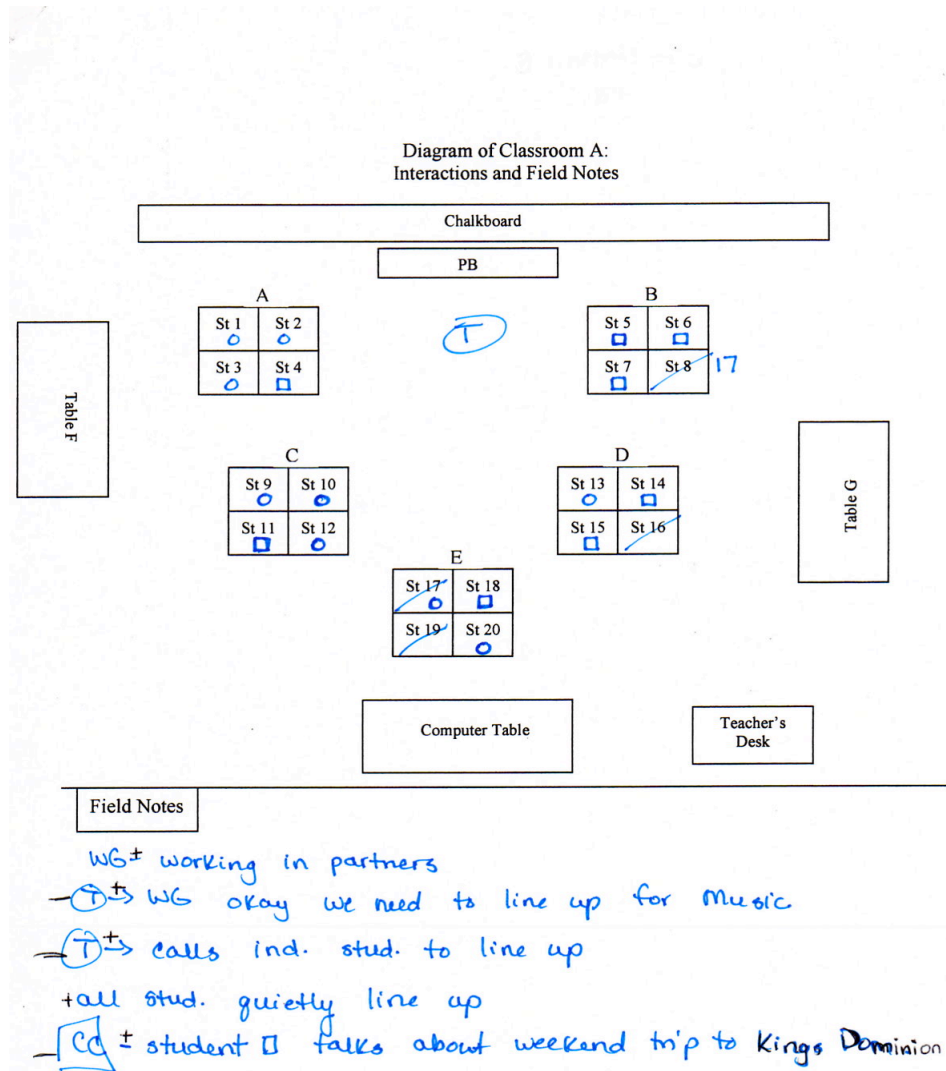 Diagram of Classroom A:
Interactions and Field Notes
Chalkboard
PB
A
B
St 1 St 2
T
St 5 St 6
St 3 St 4
St 7 St 8 17
Table F
C
D
St 9 St 10
St 13 St 14
St 11 St 12
St 15 St 16
Table G
E
St 17 St 18
St 19 St 20
Computer Table
Teacher's
Desk
Field Notes
WG ± working in partners
– T +→ WG okay we need to line up for Music
– T +→ calls ind. stud. to line up
+ all stud. quietly line up
– CC ± student □ talks about weekend trip to Kings Dominion